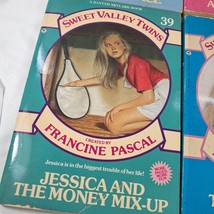 A BANTAM SKYLARK BOOK
SWEET VALLEY TWINS
39
CREATED BY
FRANCINE PASCAL
Jessica is in the biggest trouble of her life!
JESSICA AND
THE MONEY MIX-UP